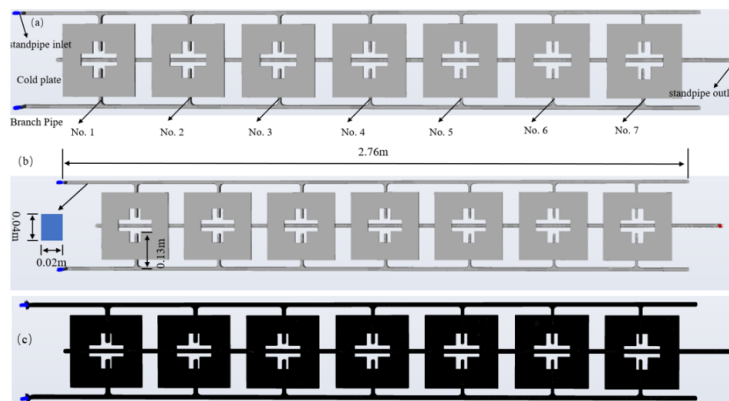 (a)
standpipe inlet
Cold plate
Branch Pipe
No. 1
No. 2
No. 3
No. 4
No. 5
No. 6
No. 7
standpipe outl
(b)
2.76m
0.04m
0.02m
0.13m
(c)